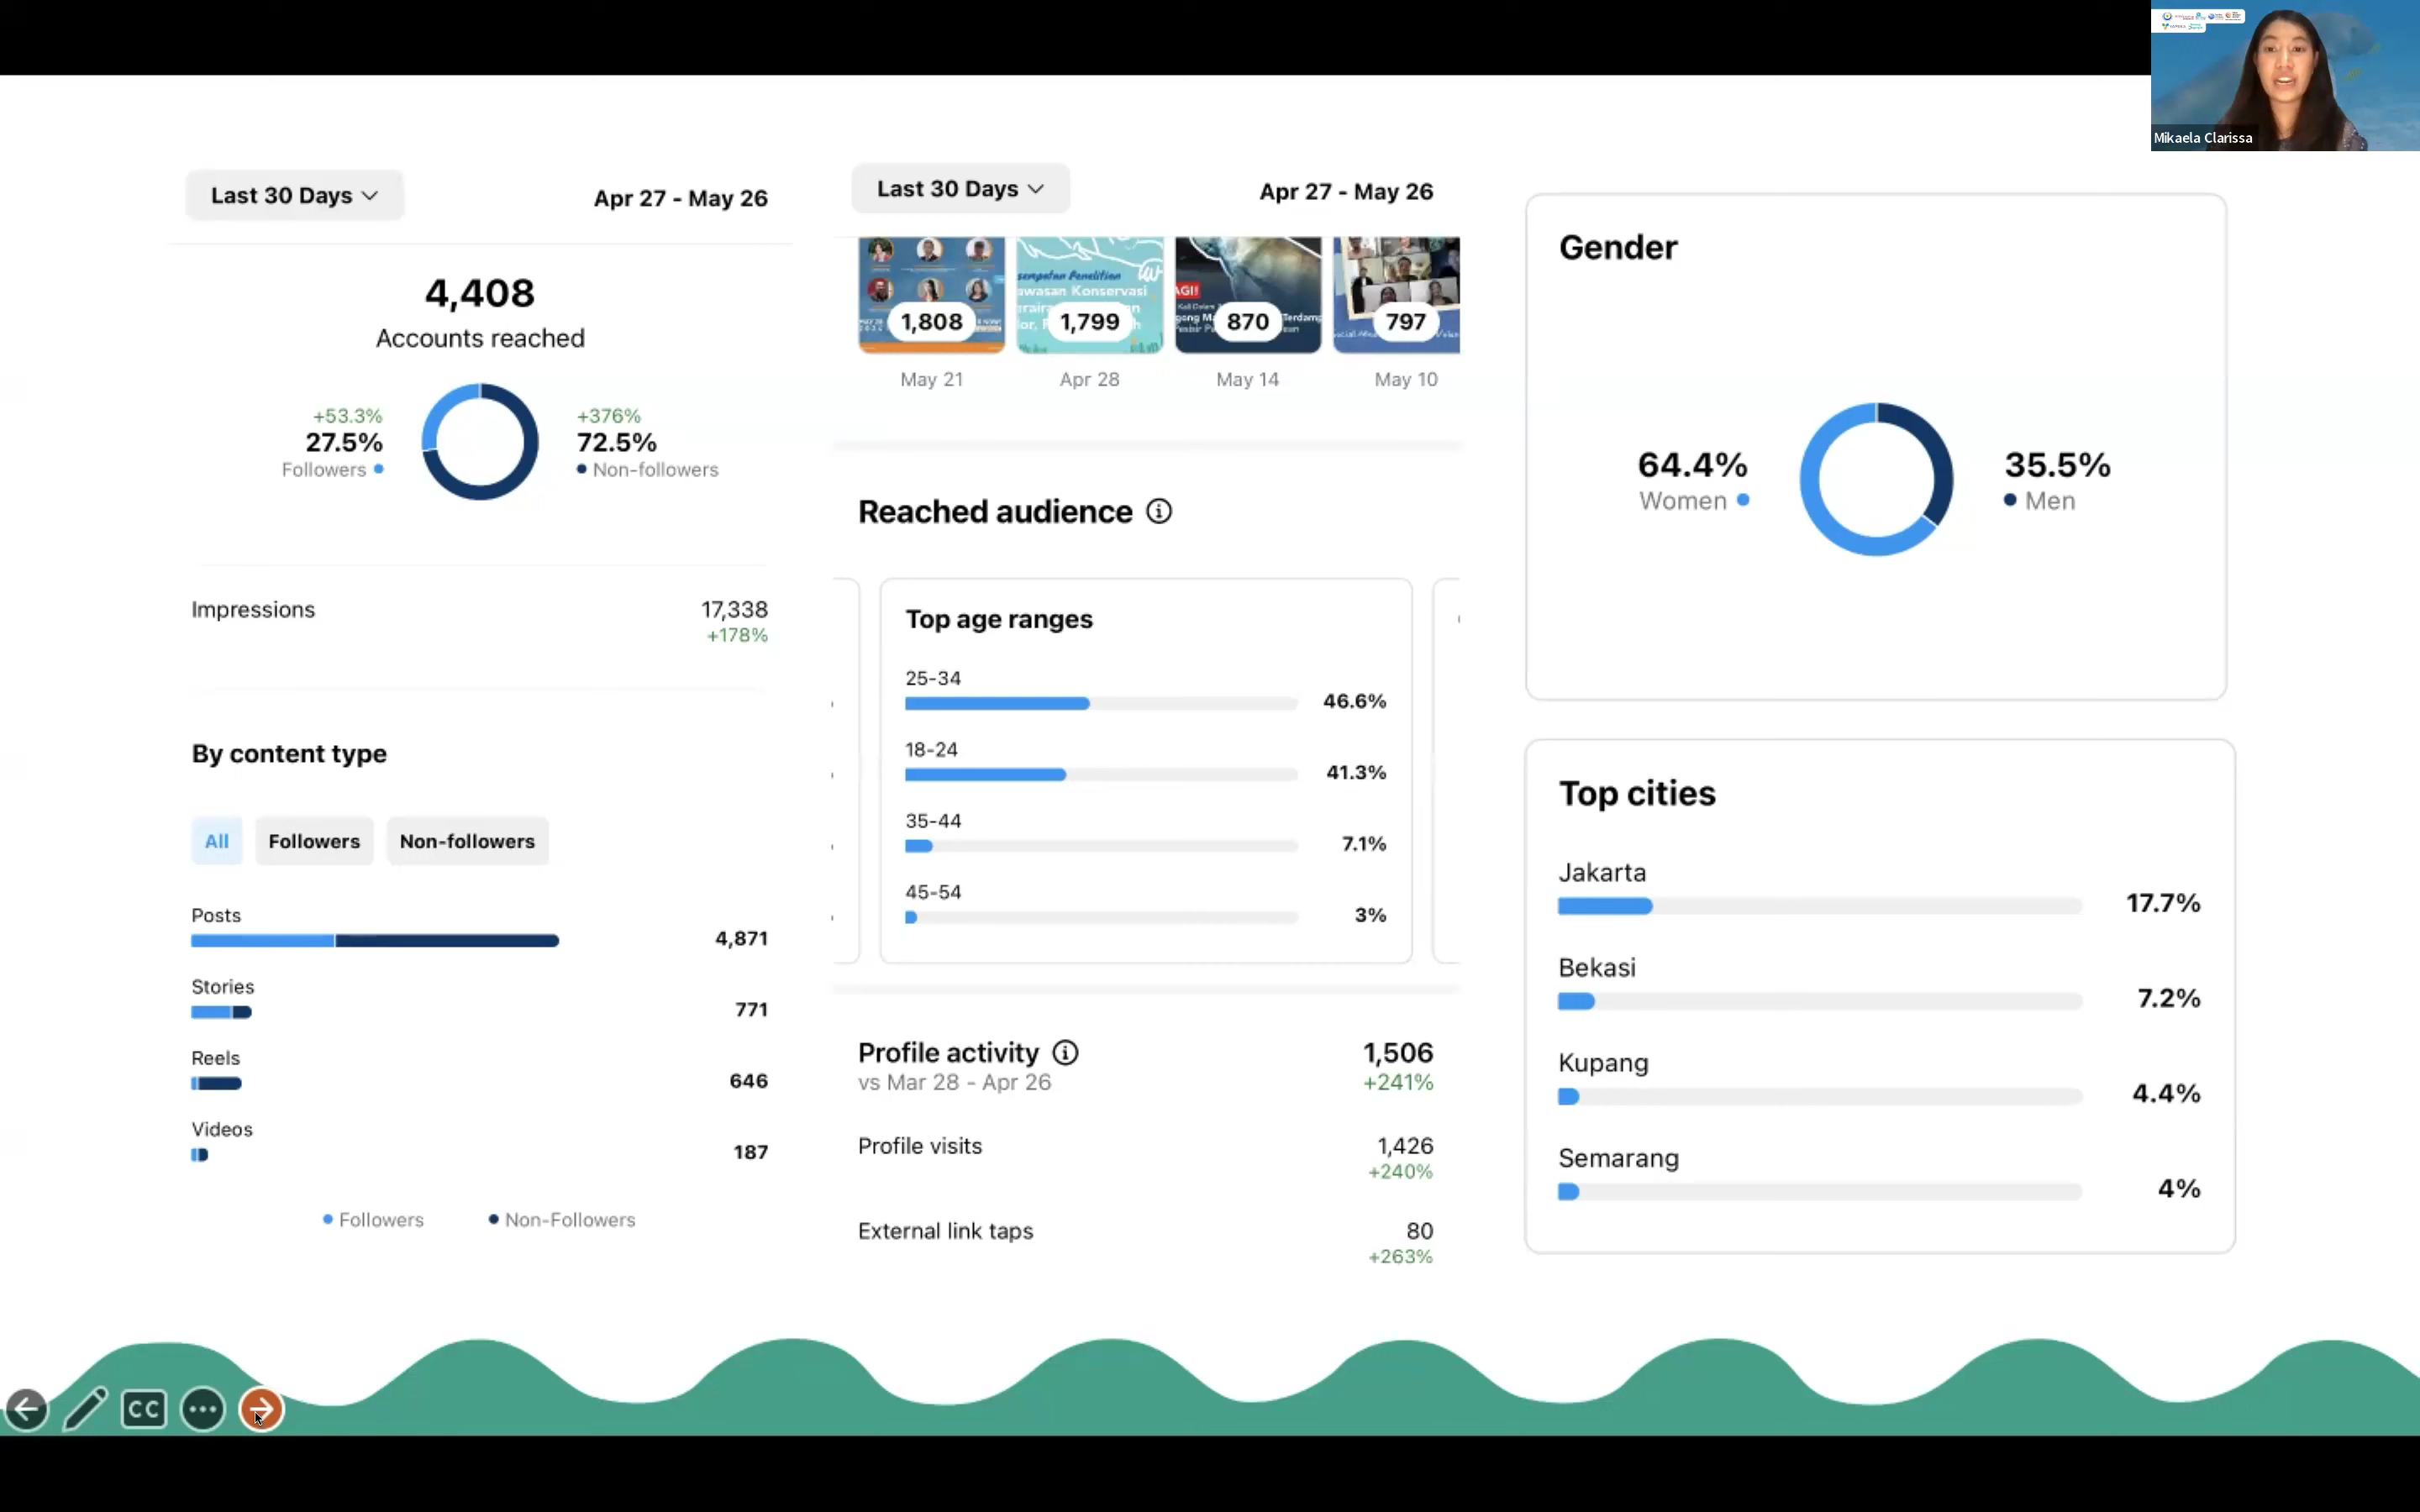 Mikaela Clarissa
Last 30 Days
Apr 27 - May 26
4,408
Accounts reached
+53.3%
27.5%
Followers
+376%
72.5%
Non-followers
Impressions
17,338
+178%
By content type
All
Followers
Non-followers
Posts
4,871
Stories
771
Reels
646
Videos
187
Followers
Non-Followers
Last 30 Days
Apr 27 - May 26
sempatan Penelitian
awasan Konservasi
AGI!
Terdamp
1,808
1,799
870
797
May 21
Apr 28
May 14
May 10
Reached audience
Top age ranges
25-34
46.6%
18-24
41.3%
35-44
7.1%
45-54
3%
Profile activity
1,506
vs Mar 28 - Apr 26
+241%
Profile visits
1,426
+240%
External link taps
80
+263%
Gender
64.4%
Women
35.5%
Men
Top cities
Jakarta
17.7%
Bekasi
7.2%
Kupang
4.4%
Semarang
4%
CC